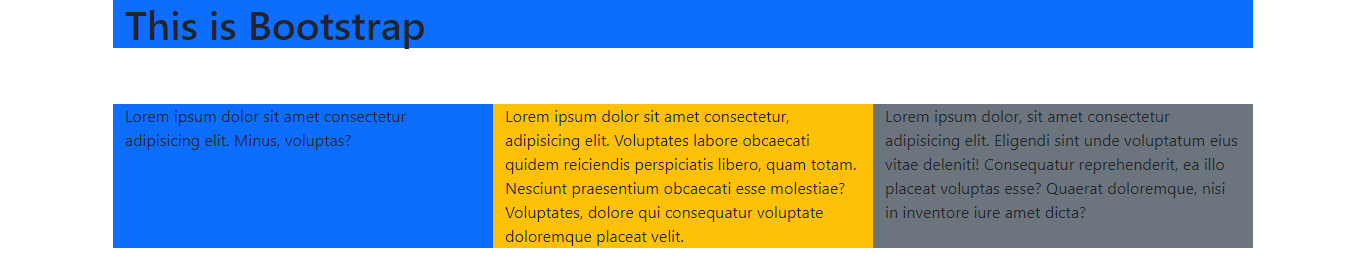 This is Bootstrap
Lorem ipsum dolor sit amet consectetur
adipisicing elit. Minus, voluptas?
Lorem ipsum dolor sit amet consectetur,
adipisicing elit. Voluptates labore obcaecati
quidem reiciendis perspiciatis libero, quam totam.
Nesciunt praesentium obcaecati esse molestiae?
Voluptates, dolore qui consequatur voluptate
doloremque placeat velit.
Lorem ipsum dolor, sit amet consectetur
adipisicing elit. Eligendi sint unde voluptatum eius
vitae deleniti! Consequatur reprehenderit, ea illo
placeat voluptas esse? Quaerat doloremque, nisi
in inventore iure amet dicta?